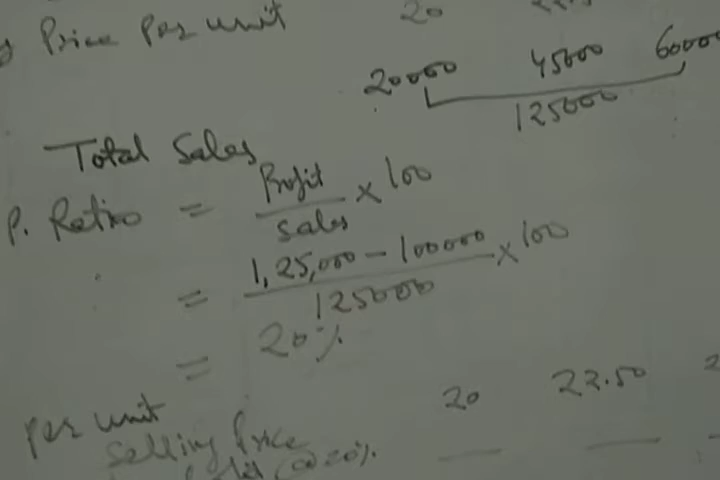 Price Per unit 20
20000 45000 60000
125000
Total Sales
P. Ratio = Profit / Sales × 100
= 1,25,000 - 100000 / 125000 × 100
= 20%
Per unit
Selling Price 20 22.50
@20%